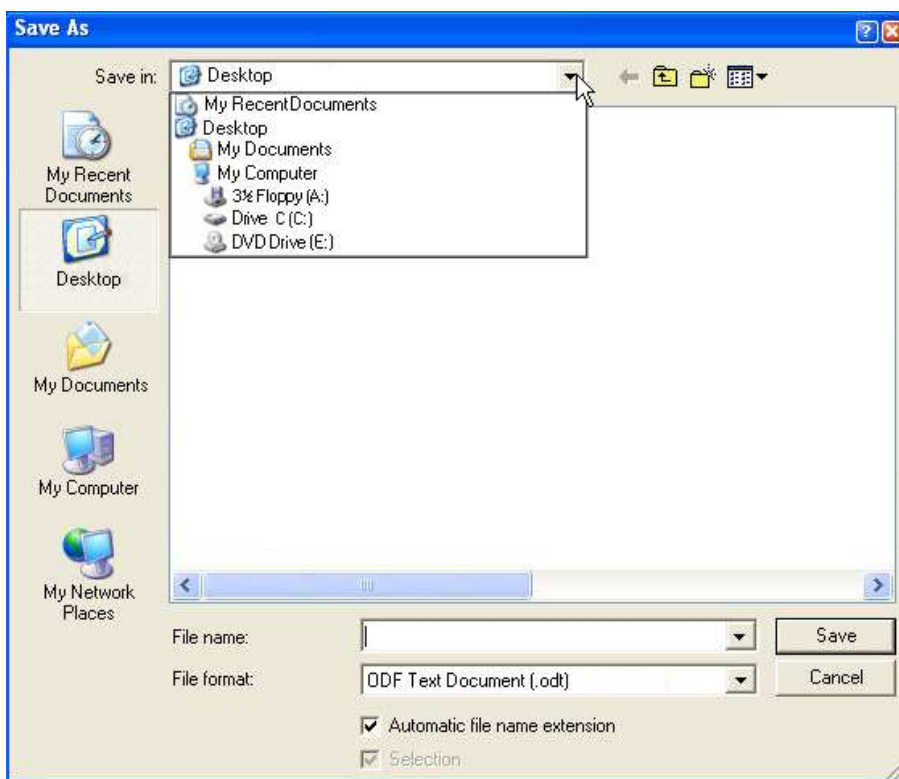 Save As
Save in:
Desktop
My RecentDocuments
Desktop
My Documents
My Computer
3½ Floppy (A:)
Drive C (C:)
DVD Drive (E:)
My Recent
Documents
Desktop
My Documents
My Computer
My Network
Places
File name:
Save
File format:
ODF Text Document (.odt)
Cancel
Automatic file name extension
Selection